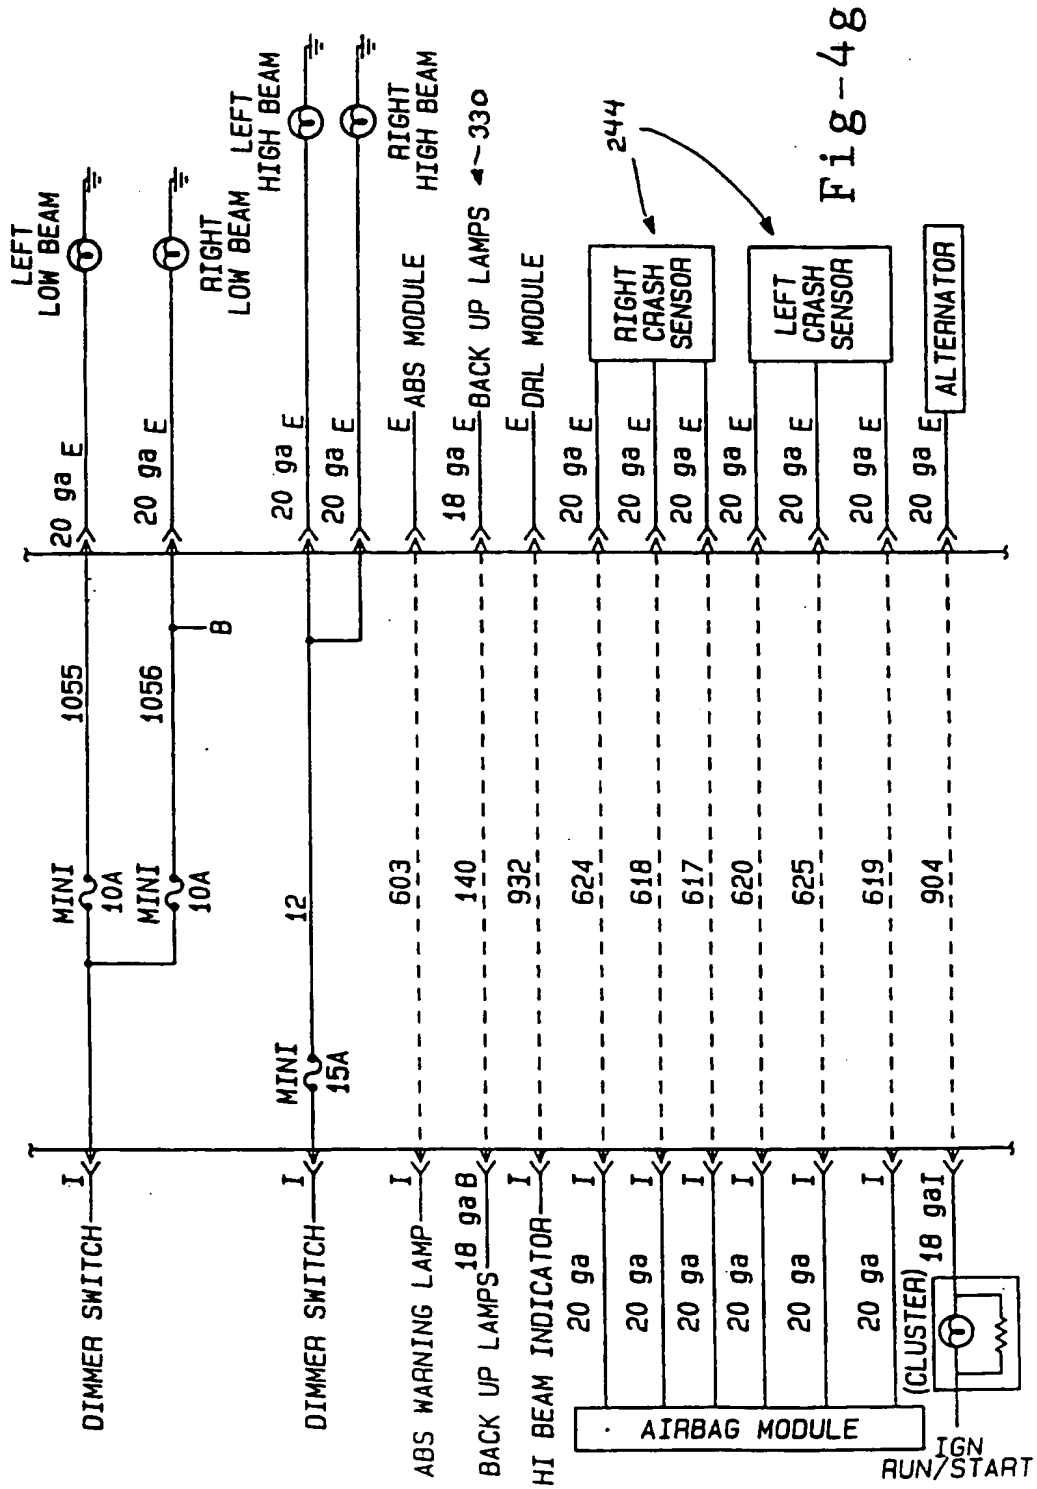 LEFT
LOW BEAM
RIGHT
LOW BEAM
LEFT
HIGH BEAM
RIGHT
HIGH BEAM
ABS MODULE
BACK UP LAMPS
330
DRL MODULE
RIGHT
CRASH
SENSOR
LEFT
CRASH
SENSOR
244
ALTERNATOR
Fig-4g
20 ga E
20 ga E
20 ga E
20 ga E
E
18 ga E
E
20 ga E
20 ga E
20 ga E
20 ga E
20 ga E
20 ga E
20 ga E
1055
1056
B
12
603
140
932
624
618
617
620
625
619
904
MINI
10A
MINI
10A
MINI
15A
DIMMER SWITCH I
DIMMER SWITCH I
ABS WARNING LAMP I
BACK UP LAMPS 18 ga B
HI BEAM INDICATOR I
20 ga I
20 ga I
20 ga I
20 ga I
20 ga I
20 ga I
(CLUSTER) 18 ga I
AIRBAG MODULE
IGN
RUN/START